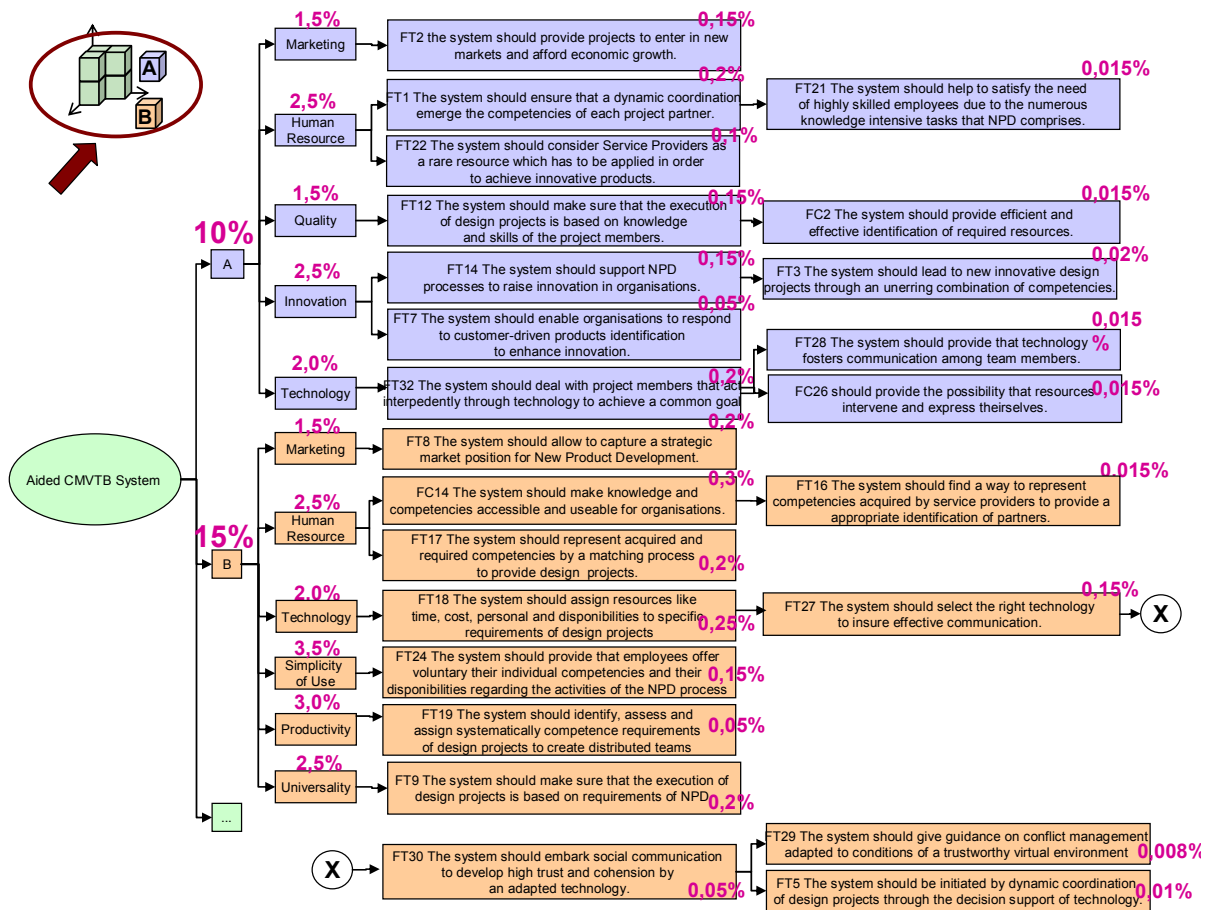 A
B
1,5%
Marketing
0,15%
FT2 the system should provide projects to enter in new
markets and afford economic growth.
2,5%
Human
Resource
0,2%
FT1 The system should ensure that a dynamic coordination
emerge the competencies of each project partner.
0,015%
FT21 The system should help to satisfy the need
of highly skilled employees due to the numerous
knowledge intensive tasks that NPD comprises.
0,1%
FT22 The system should consider Service Providers as
a rare resource which has to be applied in order
to achieve innovative products.
1,5%
Quality
0,15%
FT12 The system should make sure that the execution
of design projects is based on knowledge
and skills of the project members.
0,015%
FC2 The system should provide efficient and
effective identification of required resources.
10%
A
2,5%
Innovation
0,15%
FT14 The system should support NPD
processes to raise innovation in organisations.
0,02%
FT3 The system should lead to new innovative design
projects through an unerring combination of competencies.
0,05%
FT7 The system should enable organisations to respond
to customer-driven products identification
to enhance innovation.
2,0%
Technology
0,2%
FT32 The system should deal with project members that act
interpedently through technology to achieve a common goal
0,015
%
FT28 The system should provide that technology
fosters communication among team members.
0,015%
FC26 should provide the possibility that resources
intervene and express theirselves.
Aided CMVTB System
1,5%
Marketing
0,2%
FT8 The system should allow to capture a strategic
market position for New Product Development.
2,5%
Human
Resource
0,3%
FC14 The system should make knowledge and
competencies accessible and useable for organisations.
0,015%
FT16 The system should find a way to represent
competencies acquired by service providers to provide a
appropriate identification of partners.
15%
B
FT17 The system should represent acquired and
required competencies by a matching process
to provide design projects.
0,2%
2,0%
Technology
FT18 The system should assign resources like
time, cost, personal and disponibilities to specific
requirements of design projects
0,25%
0,15%
FT27 The system should select the right technology
to insure effective communication.
X
3,5%
Simplicity
of Use
FT24 The system should provide that employees offer
voluntary their individual competencies and their
disponibilities regarding the activities of the NPD process
0,15%
3,0%
Productivity
FT19 The system should identify, assess and
assign systematically competence requirements
of design projects to create distributed teams
0,05%
2,5%
Universality
FT9 The system should make sure that the execution of
design projects is based on requirements of NPD
0,2%
...
X
FT30 The system should embark social communication
to develop high trust and cohension by
an adapted technology.
0,05%
FT29 The system should give guidance on conflict management
adapted to conditions of a trustworthy virtual environment
0,008%
FT5 The system should be initiated by dynamic coordination
of design projects through the decision support of technology.
0,01%